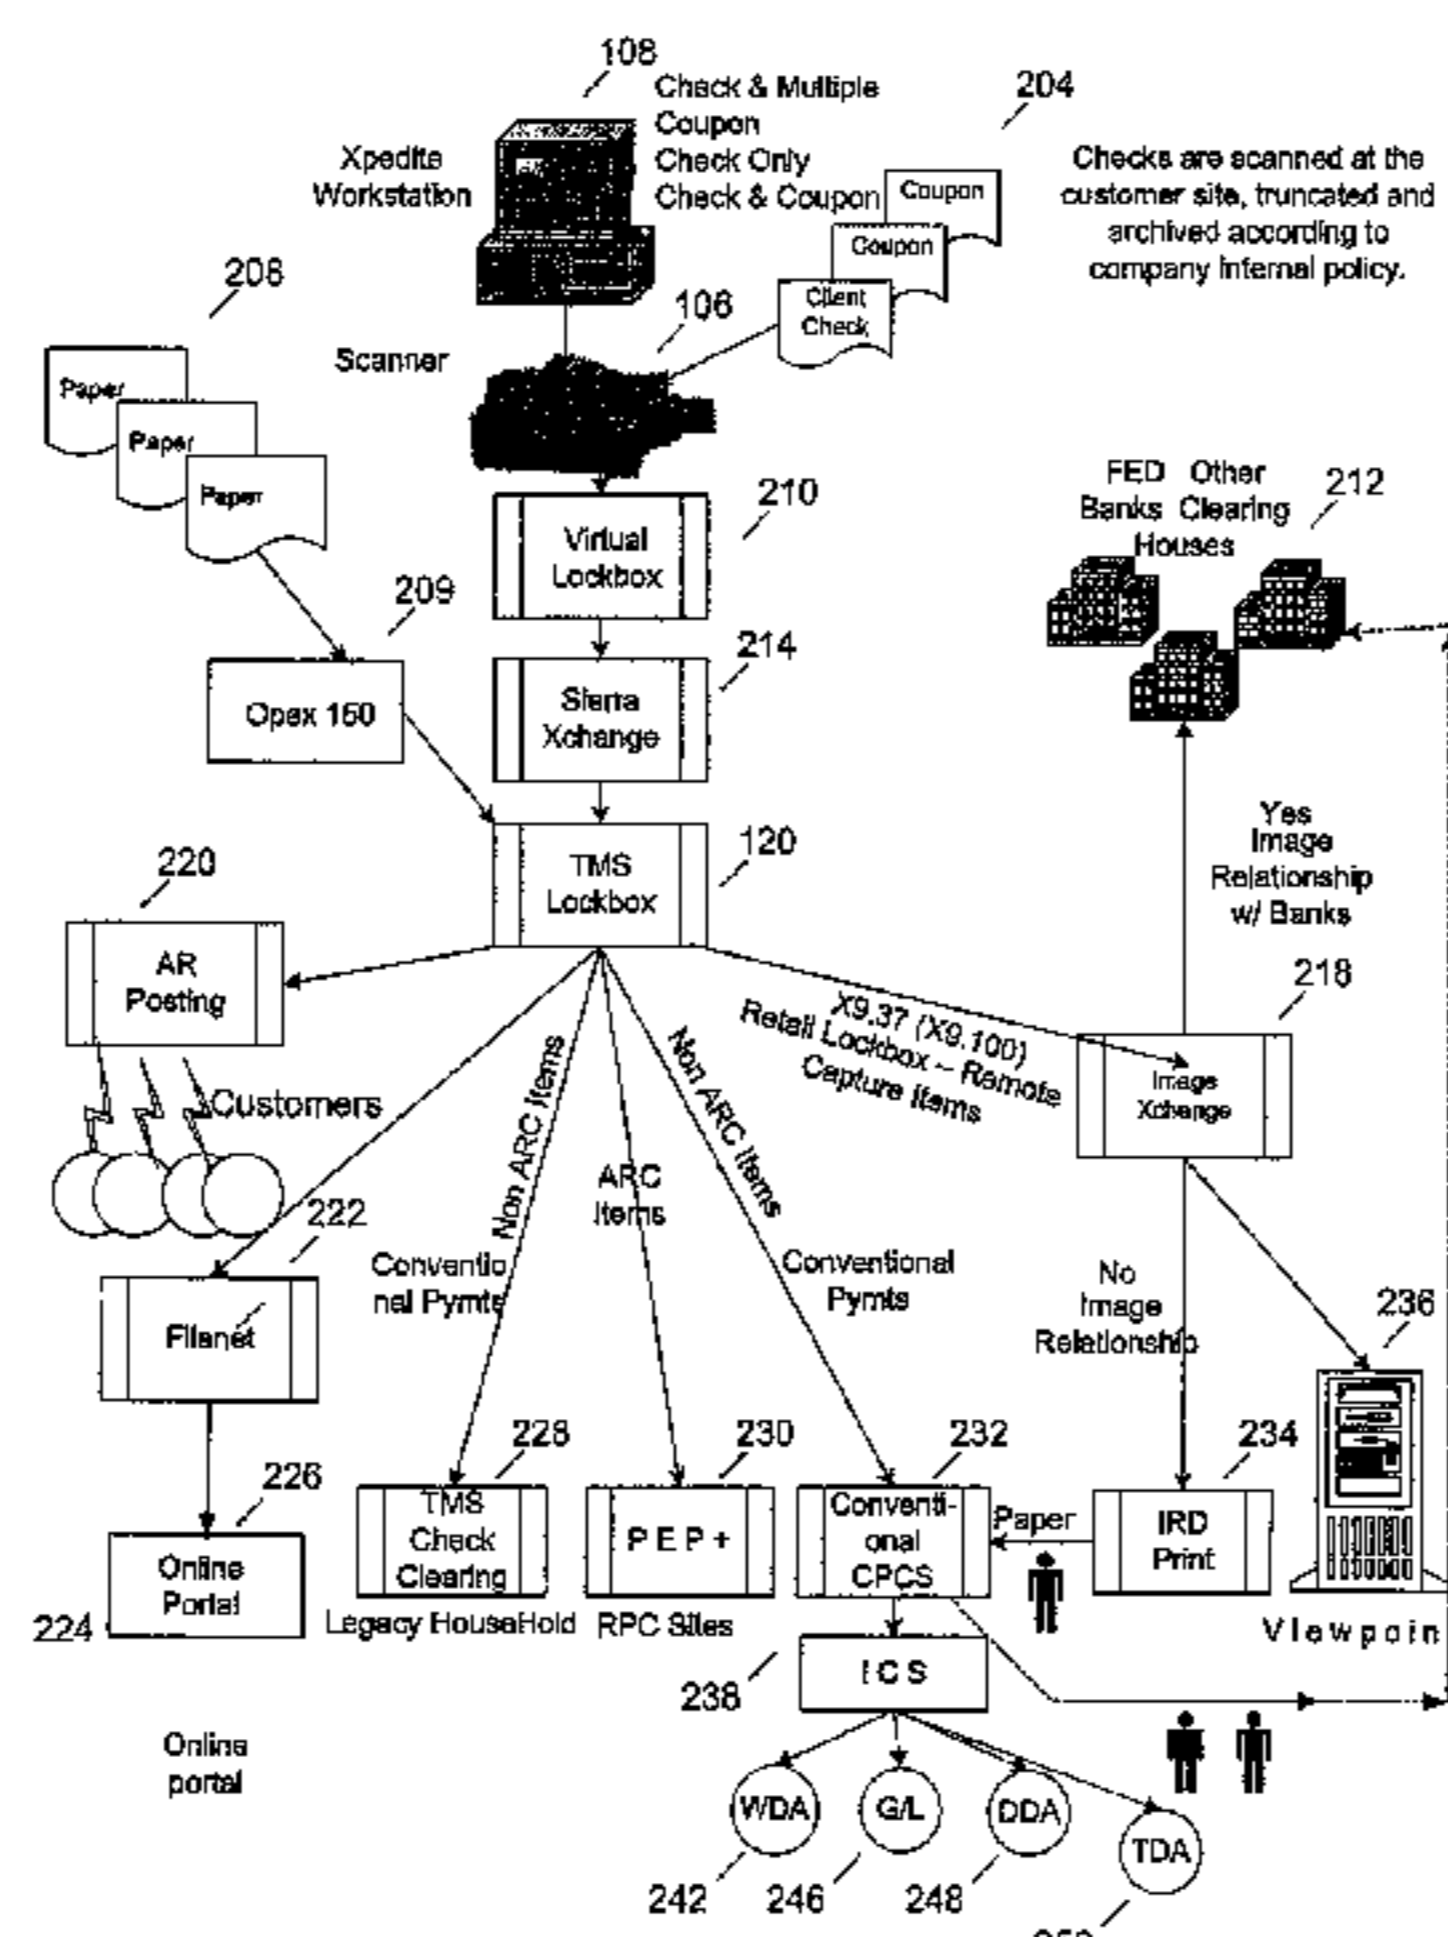 108
Check & Multiple
Coupon
Check Only
Check & Coupon
204
Xpedite
Workstation
Coupon
Coupon
Client
Check
Checks are scanned at the
customer site, truncated and
archived according to
company internal policy.
208
106
Scanner
Paper
Paper
Paper
210
Virtual
Lockbox
FED Other
Banks Clearing
Houses
212
209
214
Sierra
Xchange
Opex 150
120
TMS
Lockbox
Yes
Image
Relationship
w/ Banks
220
AR
Posting
218
X9.37 (X9.100)
Retail Lockbox – Remote
Capture Items
Image
Xchange
Customers
Non ARC Items
ARC
Items
Non ARC Items
222
Conventio
nal Pymts
Conventional
Pymts
No
Image
Relationship
236
Filenet
226
228
230
232
234
TMS
Check
Clearing
P E P +
Conventi-
onal
CPCS
Paper
IRD
Print
Online
Portal
224
Legacy HouseHold
RPC Sites
Viewpoin
238
I C S
Online
portal
WDA
G/L
DDA
TDA
242
246
248